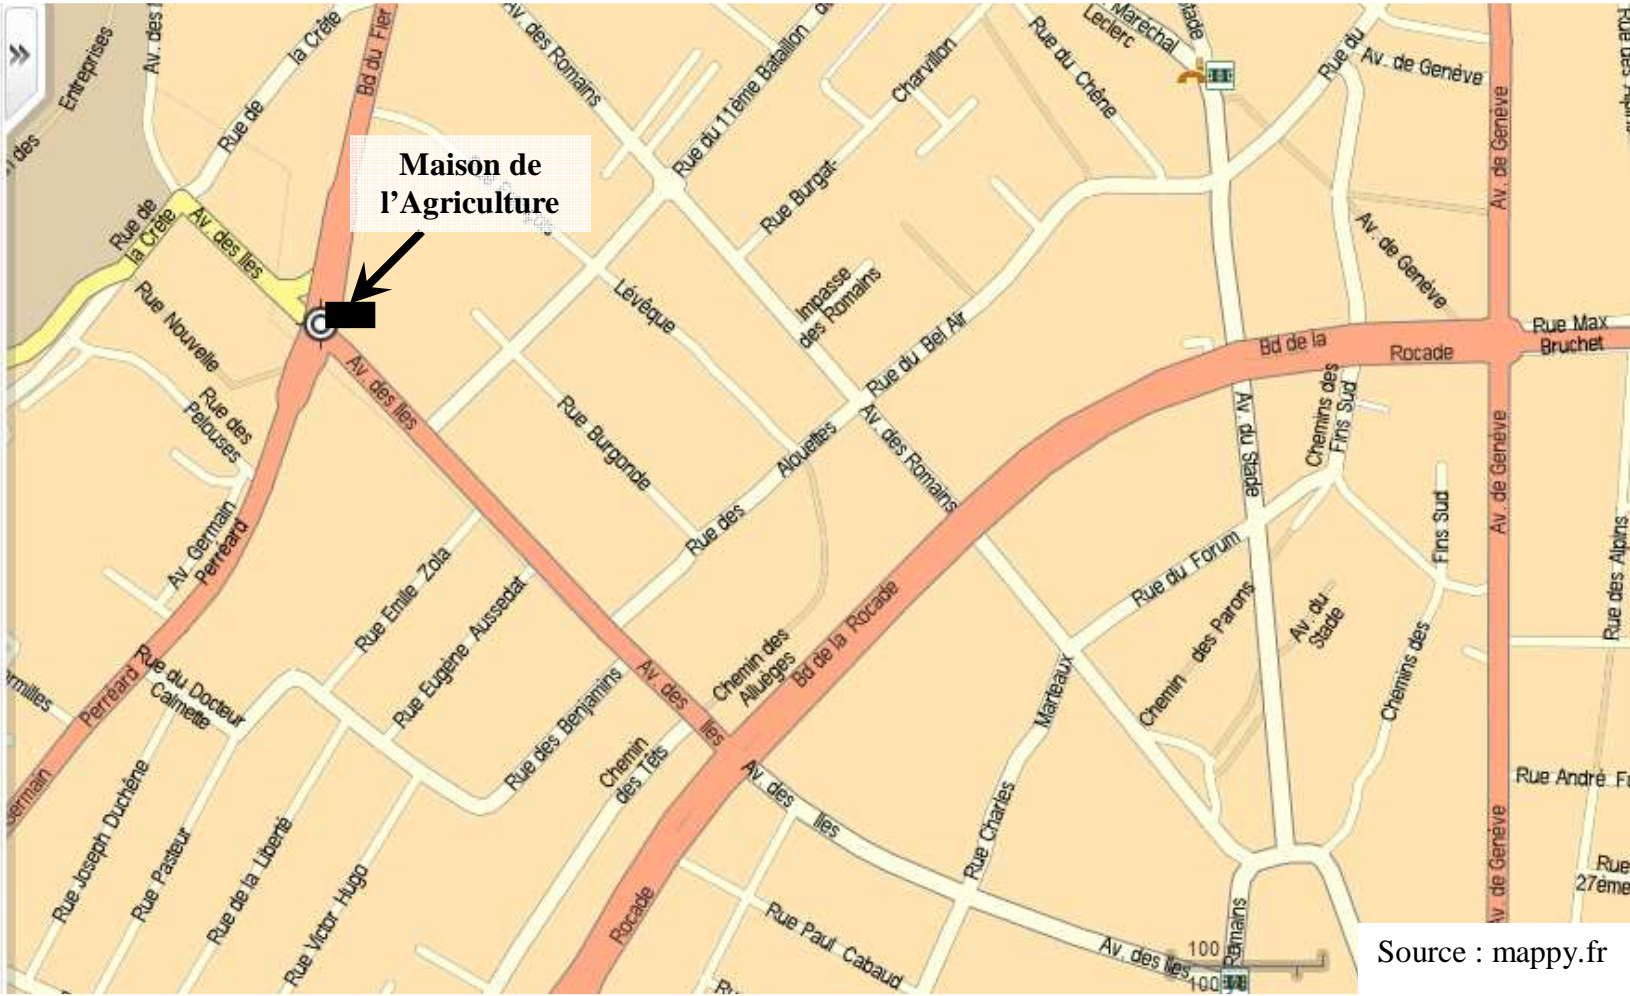 »
Entreprises
Av. des
Rue de
la Crête
Bd du Fier
Av. des Romains
Rue du 11ème Bataillon
Charvillon
Rue Burgat-
Rue du Chêne
Maréchal
Leclerc
Stade
Rue du
Av. de Genève
Av. de Genève
Maison de
l’Agriculture
des
Rue de
la Crête
Av. des Iles
Rue Nouvelle
Rue des
Pelouses
Lévêque
Impasse
des Romains
Rue du Bel Air
Av. de Genève
Bd de la
Rocade
Rue Max
Bruchet
Av. des Iles
Rue Burgonde
Alouettes
Rue des
Av. des Romains
Av. du Stade
Chemins des
Fins Sud
Av. de Genève
Fins Sud
Av. Germain
Perréard
Rue Emile Zola
Rue Eugène Aussedat
Rue du Forum
Chemin des Parons
Av. du
Stade
Chemins des
Rue des Alpins
Perréard
Germain
Rue du Docteur
Calmette
Rue des Benjamins
Av. des Iles
Chemin des
Alluèges
Bd de la Rocade
Chemin
des Têts
Marteaux
Rue Charles
Av. des
Iles
Rue Joseph Duchêne
Rue Pasteur
Rue de la Liberté
Rue Victor Hugo
Rocade
Rue Paul Cabaud
Av. des Iles
Romains
100
100
Rue André
Rue
27ème
Av. de Genève
Source : mappy.fr